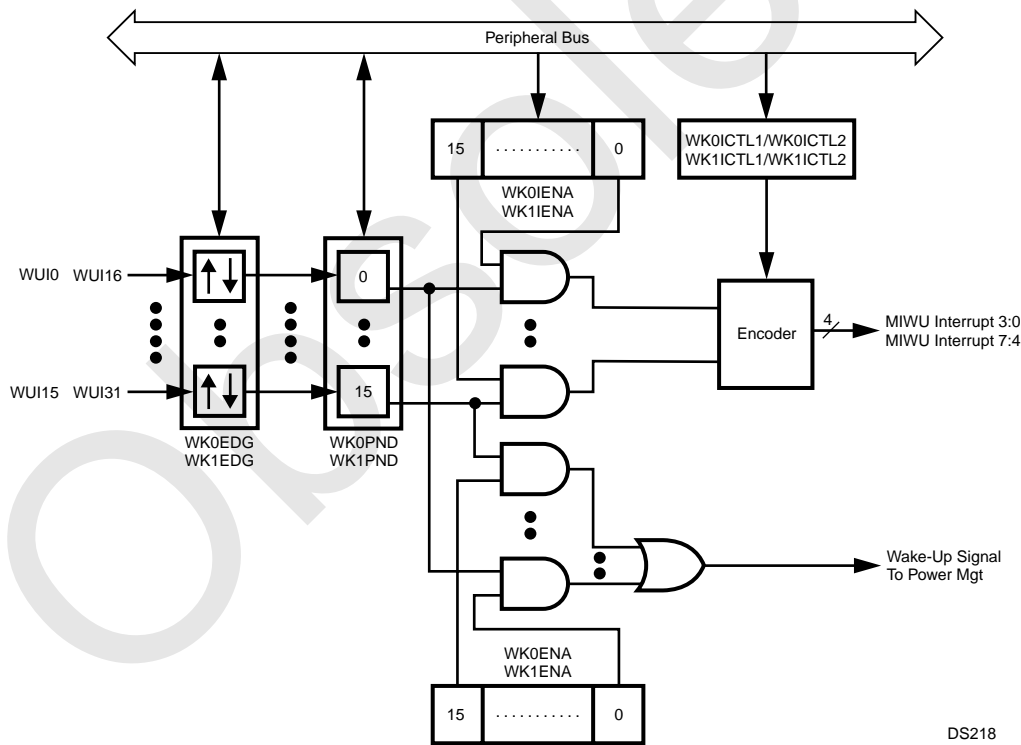 Peripheral Bus
15 ........... 0
WK0ICTL1/WK0ICTL2
WK1ICTL1/WK1ICTL2
WK0IENA
WK1IENA
WUI0 WUI16
0
Encoder
4
MIWU Interrupt 3:0
MIWU Interrupt 7:4
WUI15 WUI31
15
WK0EDG
WK1EDG
WK0PND
WK1PND
Wake-Up Signal
To Power Mgt
WK0ENA
WK1ENA
15 ........... 0
DS218
Obsole